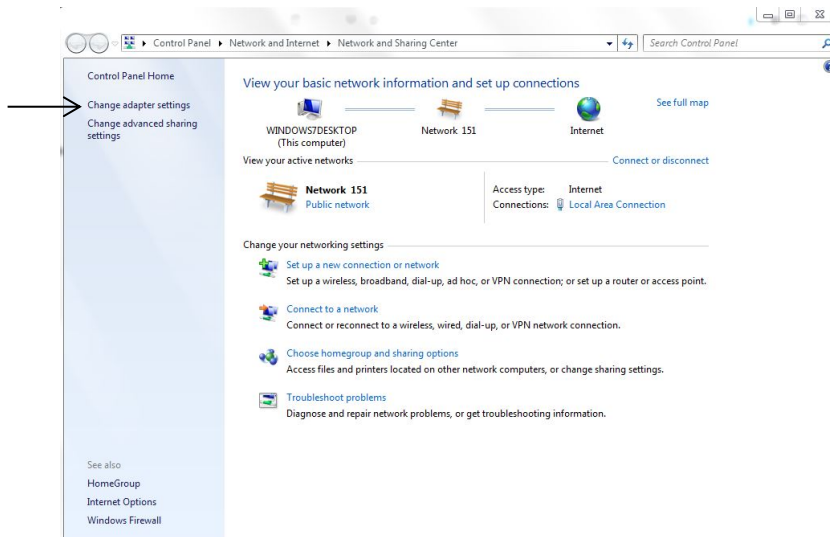 Control Panel ▸ Network and Internet ▸ Network and Sharing Center
Search Control Panel
Control Panel Home
Change adapter settings
Change advanced sharing
settings
See also
HomeGroup
Internet Options
Windows Firewall
View your basic network information and set up connections
See full map
WINDOWS7DESKTOP
(This computer)
Network 151
Internet
View your active networks
Connect or disconnect
Network 151
Public network
Access type: Internet
Connections: Local Area Connection
Change your networking settings
Set up a new connection or network
Set up a wireless, broadband, dial-up, ad hoc, or VPN connection; or set up a router or access point.
Connect to a network
Connect or reconnect to a wireless, wired, dial-up, or VPN network connection.
Choose homegroup and sharing options
Access files and printers located on other network computers, or change sharing settings.
Troubleshoot problems
Diagnose and repair network problems, or get troubleshooting information.